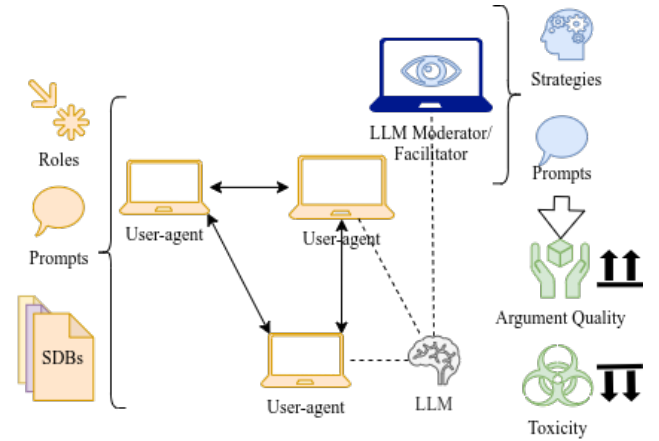 Roles
Prompts
SDBs
User-agent
User-agent
User-agent
LLM Moderator/
Facilitator
LLM
Strategies
Prompts
Argument Quality
Toxicity